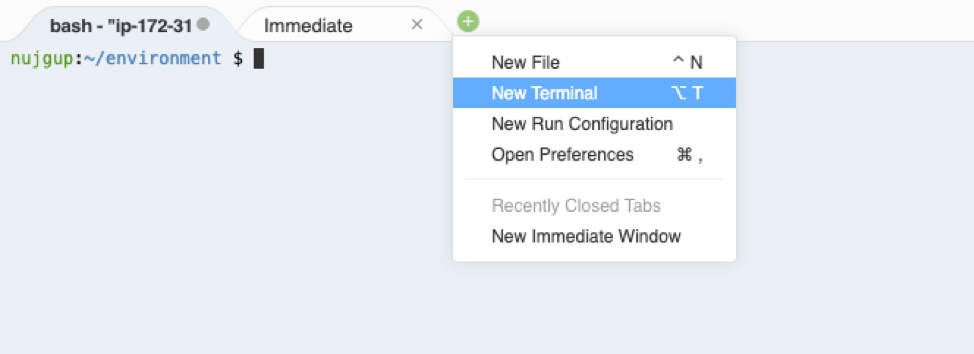 bash - "ip-172-31
Immediate
nujgup:~/environment $
New File ^ N
New Terminal ⌥ T
New Run Configuration
Open Preferences ⌘ ,
Recently Closed Tabs
New Immediate Window